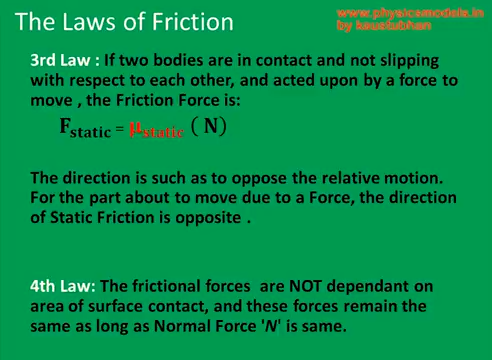 The Laws of Friction
www.physicsmodels.in
by kaustubhan
3rd Law : If two bodies are in contact and not slipping
with respect to each other, and acted upon by a force to
move , the Friction Force is:
Fstatic = μstatic ( N)
The direction is such as to oppose the relative motion.
For the part about to move due to a Force, the direction
of Static Friction is opposite .
4th Law: The frictional forces are NOT dependant on
area of surface contact, and these forces remain the
same as long as Normal Force 'N' is same.